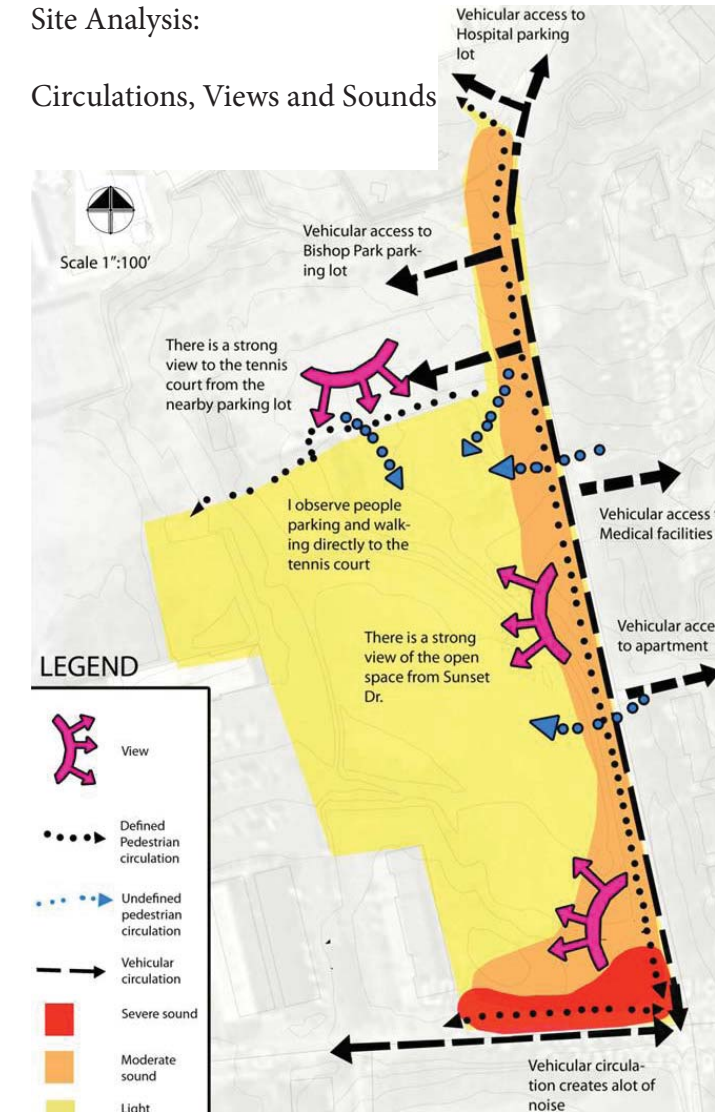 Site Analysis:
Circulations, Views and Sounds
Vehicular access to
Hospital parking
lot
Scale 1":100'
Vehicular access to
Bishop Park park-
ing lot
There is a strong
view to the tennis
court from the
nearby parking lot
I observe people
parking and walk-
ing directly to the
tennis court
Vehicular access
Medical facilities
There is a strong
view of the open
space from Sunset
Dr.
Vehicular acce
to apartment
LEGEND
View
Defined
Pedestrian
circulation
Undefined
pedestrian
circulation
Vehicular
circulation
Severe sound
Moderate
sound
Light
Vehicular circula-
tion creates alot of
noise